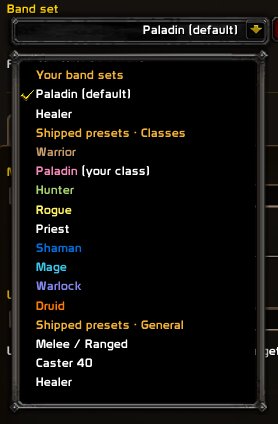 Band set
Paladin (default)
Your band sets
Paladin (default)
Healer
Shipped presets · Classes
Warrior
Paladin (your class)
Hunter
Rogue
Priest
Shaman
Mage
Warlock
Druid
Shipped presets · General
Melee / Ranged
Caster 40
Healer